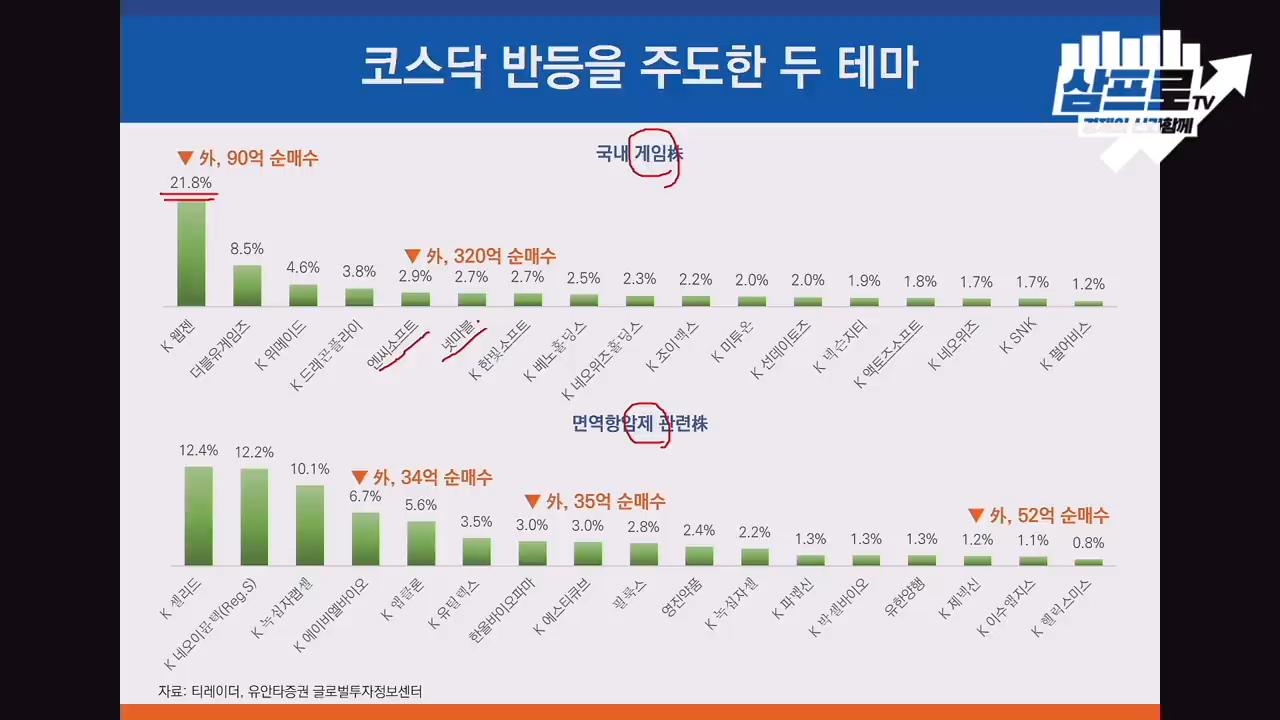 코스닥 반등을 주도한 두 테마
삼프로TV
경제의 신과함께
국내 게임株
▼ 外, 90억 순매수
21.8%
8.5%
4.6%
3.8%
▼ 外, 320억 순매수
2.9%
2.7%
2.7%
2.5%
2.3%
2.2%
2.0%
2.0%
1.9%
1.8%
1.7%
1.7%
1.2%
K 웹젠
더블유게임즈
K 위메이드
K 드래곤플라이
엔씨소프트
넷마블
K 한빛소프트
K 베노홀딩스
K 네오위즈홀딩스
K 조이맥스
K 미투온
K 선데이토즈
K 넥슨지티
K 액토즈소프트
K 네오위즈
K SNK
K 펄어비스
면역항암제 관련株
12.4%
12.2%
10.1%
▼ 外, 34억 순매수
6.7%
5.6%
3.5%
▼ 外, 35억 순매수
3.0%
3.0%
2.8%
2.4%
2.2%
1.3%
1.3%
1.3%
▼ 外, 52억 순매수
1.2%
1.1%
0.8%
K 셀리드
K 네오이뮨텍(Reg.S)
K 녹십자랩셀
K 에이비엘바이오
K 앱클론
K 유틸렉스
한올바이오파마
K 에스티큐브
필룩스
영진약품
K 녹십자셀
K 파멥신
K 박셀바이오
유한양행
K 제넥신
K 이수앱지스
K 헬릭스미스
자료: 티레이더, 유안타증권 글로벌투자정보센터